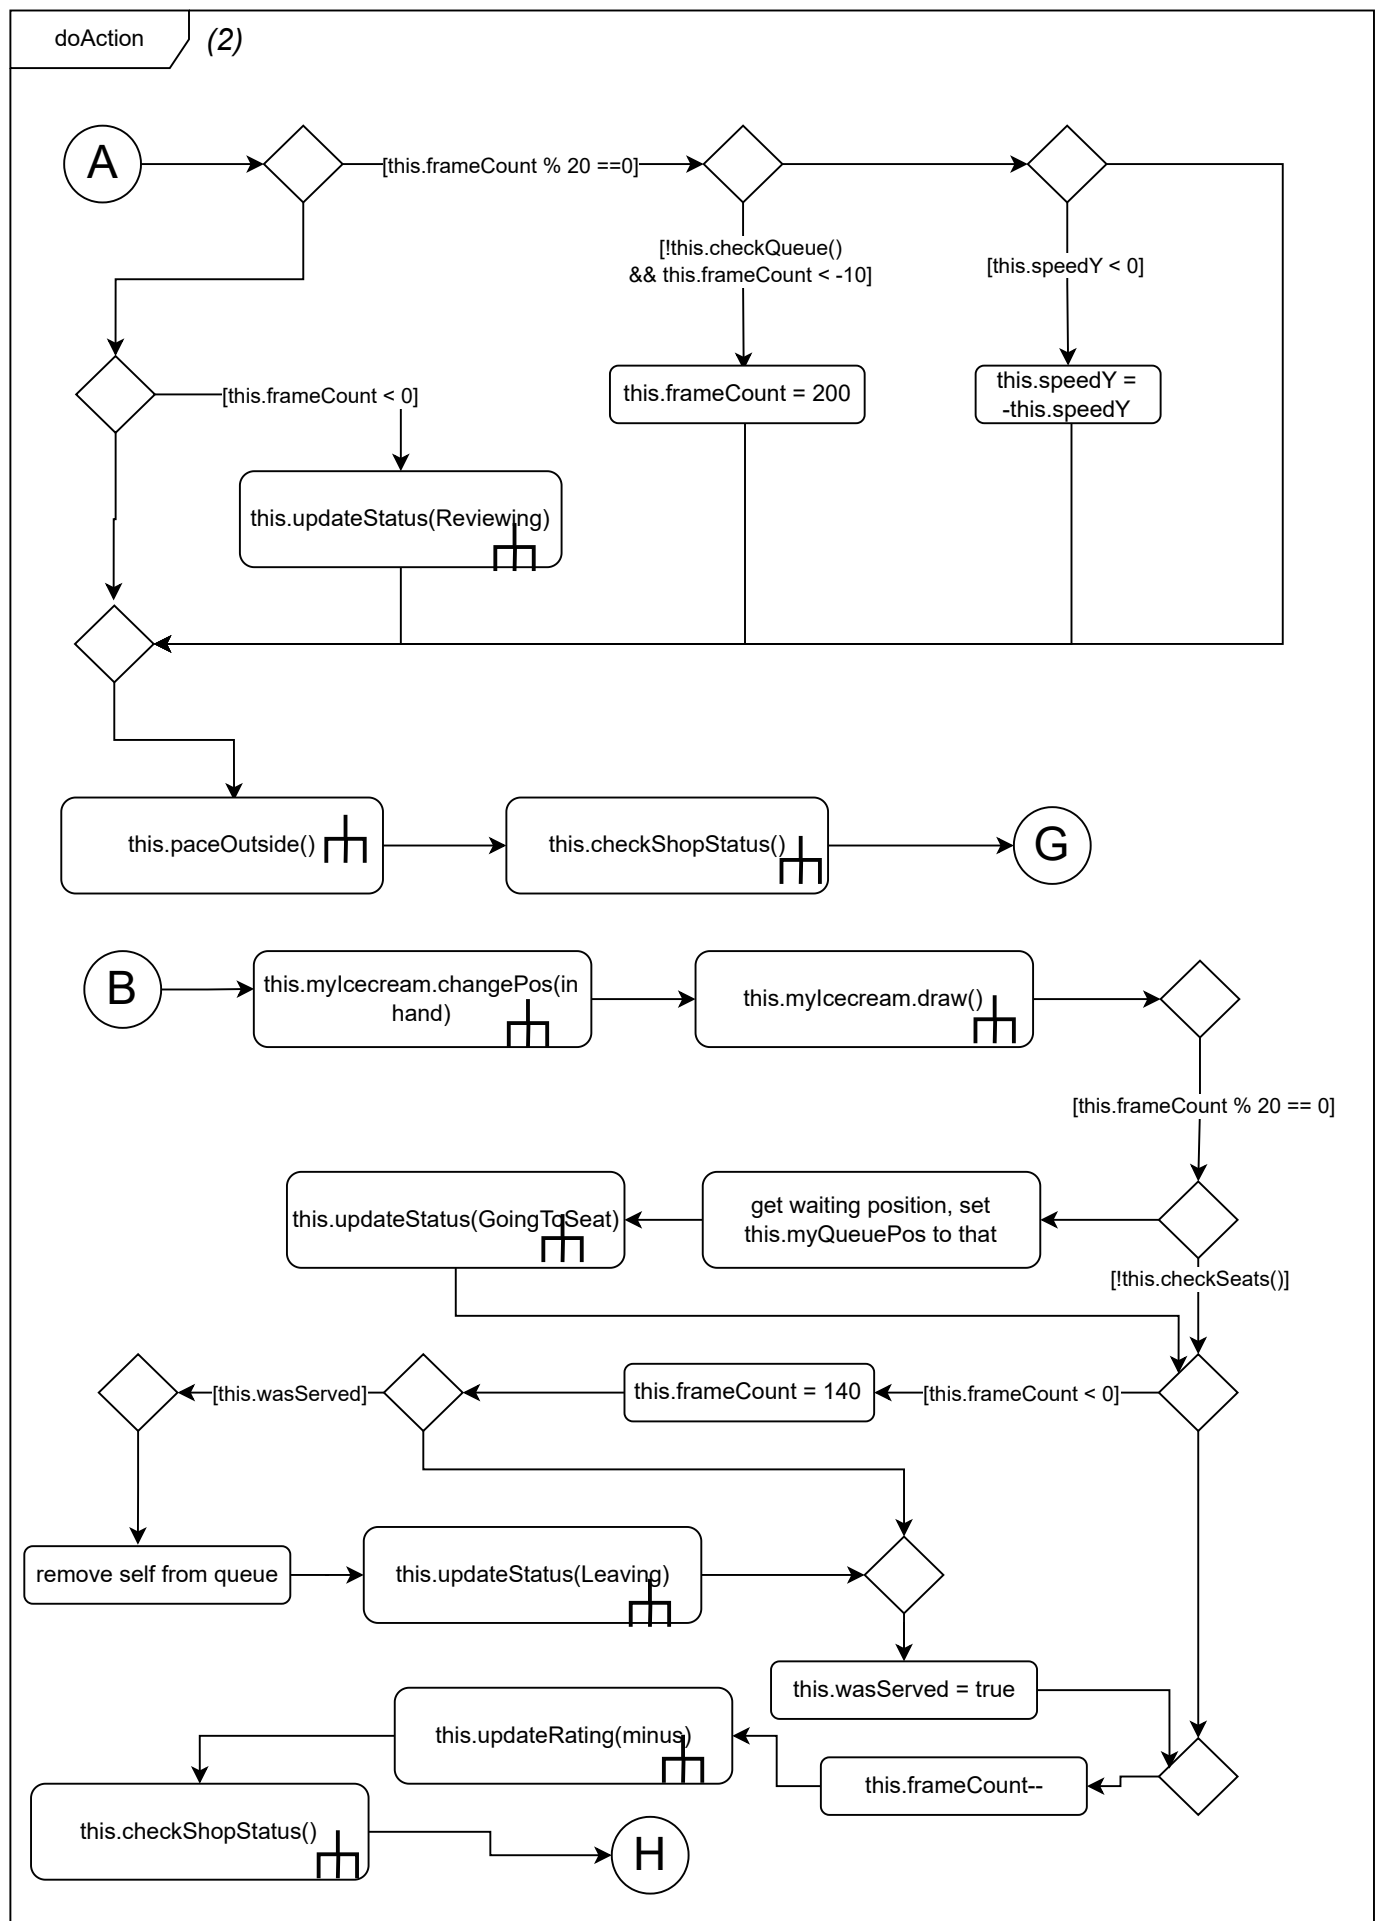 doAction
(2)
A
[this.frameCount % 20 ==0]
[!this.checkQueue()
&& this.frameCount < -10]
[this.speedY < 0]
[this.frameCount < 0]
this.frameCount = 200
this.speedY =
-this.speedY
this.updateStatus(Reviewing)
this.paceOutside()
this.checkShopStatus()
G
B
this.myIcecream.changePos(in
hand)
this.myIcecream.draw()
[this.frameCount % 20 == 0]
this.updateStatus(GoingToSeat)
get waiting position, set
this.myQueuePos to that
[!this.checkSeats()]
[this.wasServed]
this.frameCount = 140
[this.frameCount < 0]
remove self from queue
this.updateStatus(Leaving)
this.wasServed = true
this.updateRating(minus)
this.frameCount--
this.checkShopStatus()
H